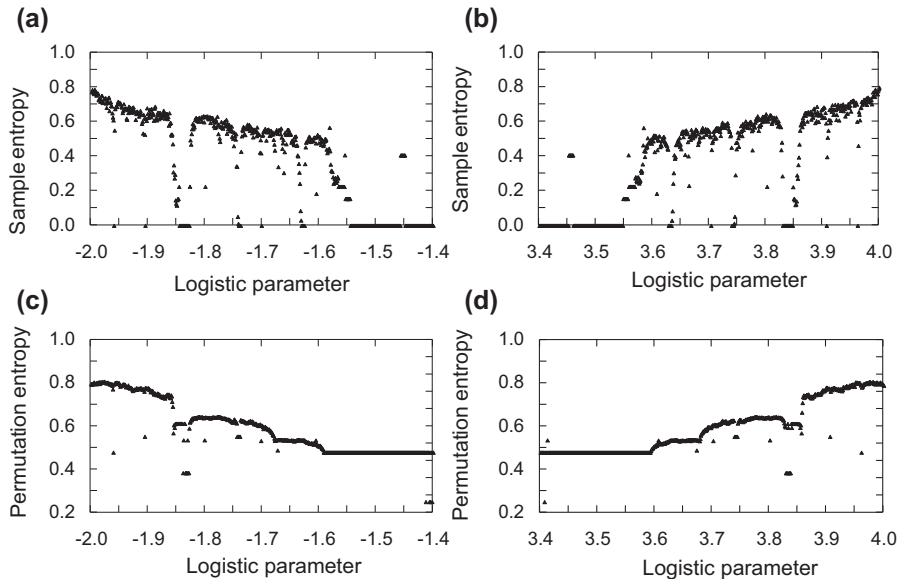 (a)
(b)
Sample entropy
1.0
0.8
0.6
0.4
0.2
0.0
-2.0 -1.9 -1.8 -1.7 -1.6 -1.5 -1.4
Logistic parameter
Sample entropy
1.0
0.8
0.6
0.4
0.2
0.0
3.4 3.5 3.6 3.7 3.8 3.9 4.0
Logistic parameter
(c)
(d)
Permutation entropy
1.0
0.8
0.6
0.4
0.2
-2.0 -1.9 -1.8 -1.7 -1.6 -1.5 -1.4
Logistic parameter
Permutation entropy
1.0
0.8
0.6
0.4
0.2
3.4 3.5 3.6 3.7 3.8 3.9 4.0
Logistic parameter